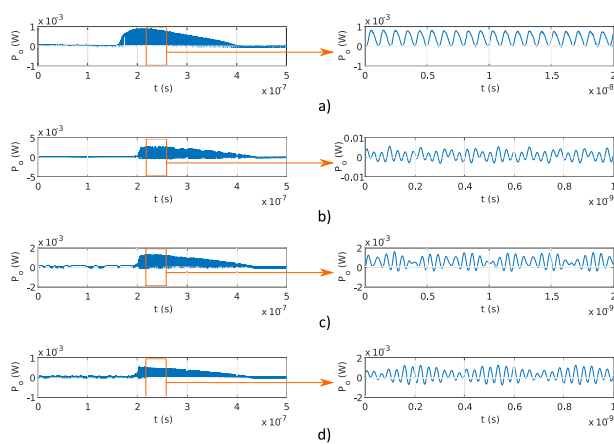 x 10⁻³
P_o (W)
1
0
-1
0 1 2 3 4 5
t (s)
x 10⁻⁷
P_o (W)
1 x 10⁻³
0
-1
0 0.5 1 1.5 2
t (s)
x 10⁻⁸
a)
x 10⁻³
P_o (W)
5
0
-5
0 1 2 3 4 5
t (s)
x 10⁻⁷
P_o (W)
0.01
0
-0.01
0 0.2 0.4 0.6 0.8 1
t (s)
x 10⁻⁹
b)
x 10⁻³
P_o (W)
2
0
2
0 1 2 3 4 5
t (s)
x 10⁻⁷
P_o (W)
2 x 10⁻³
0
2
0 0.5 1 1.5 2
t (s)
x 10⁻⁹
c)
x 10⁻³
P_o (W)
1
0
1
0 1 2 3 4 5
t (s)
x 10⁻⁷
P_o (W)
2 x 10⁻³
0
2
0 0.2 0.4 0.6 0.8 1
t (s)
x 10⁻⁹
d)